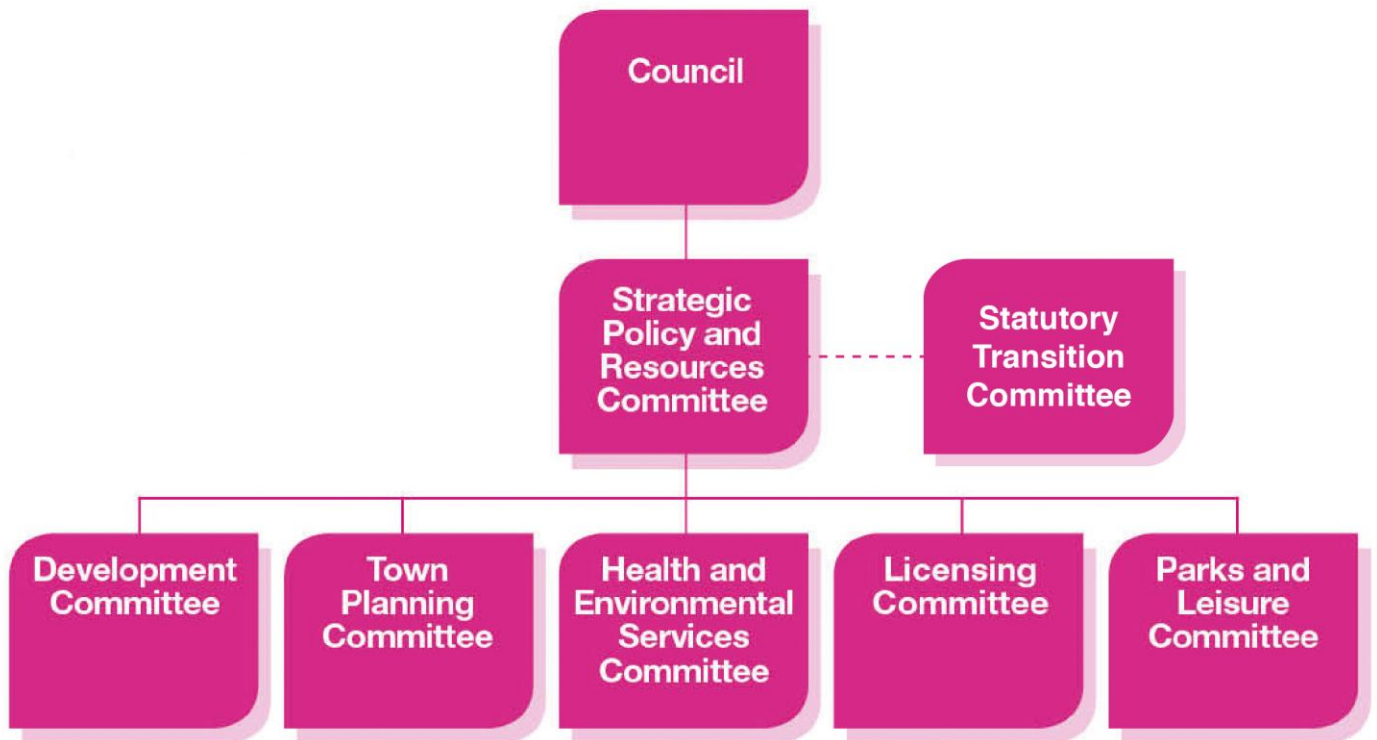 Council
Strategic
Policy and
Resources
Committee
Statutory
Transition
Committee
Development
Committee
Town
Planning
Committee
Health and
Environmental
Services
Committee
Licensing
Committee
Parks and
Leisure
Committee